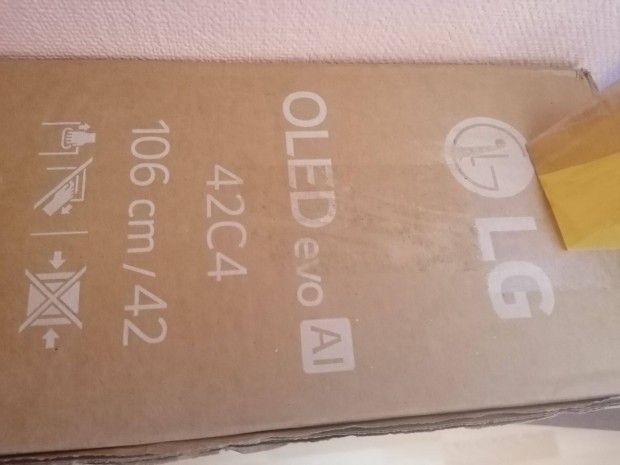 LG
OLED evo AI
42C4
106 cm / 42